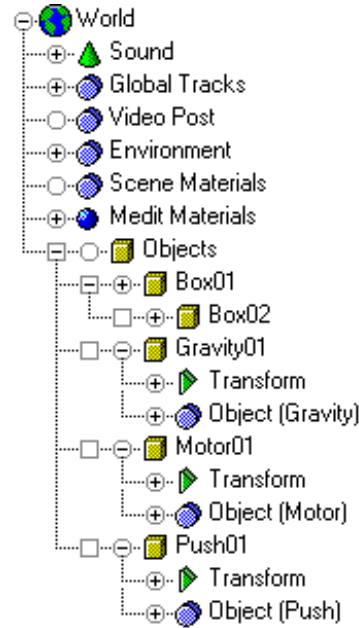 World
Sound
Global Tracks
Video Post
Environment
Scene Materials
Medit Materials
Objects
Box01
Box02
Gravity01
Transform
Object (Gravity)
Motor01
Transform
Object (Motor)
Push01
Transform
Object (Push)